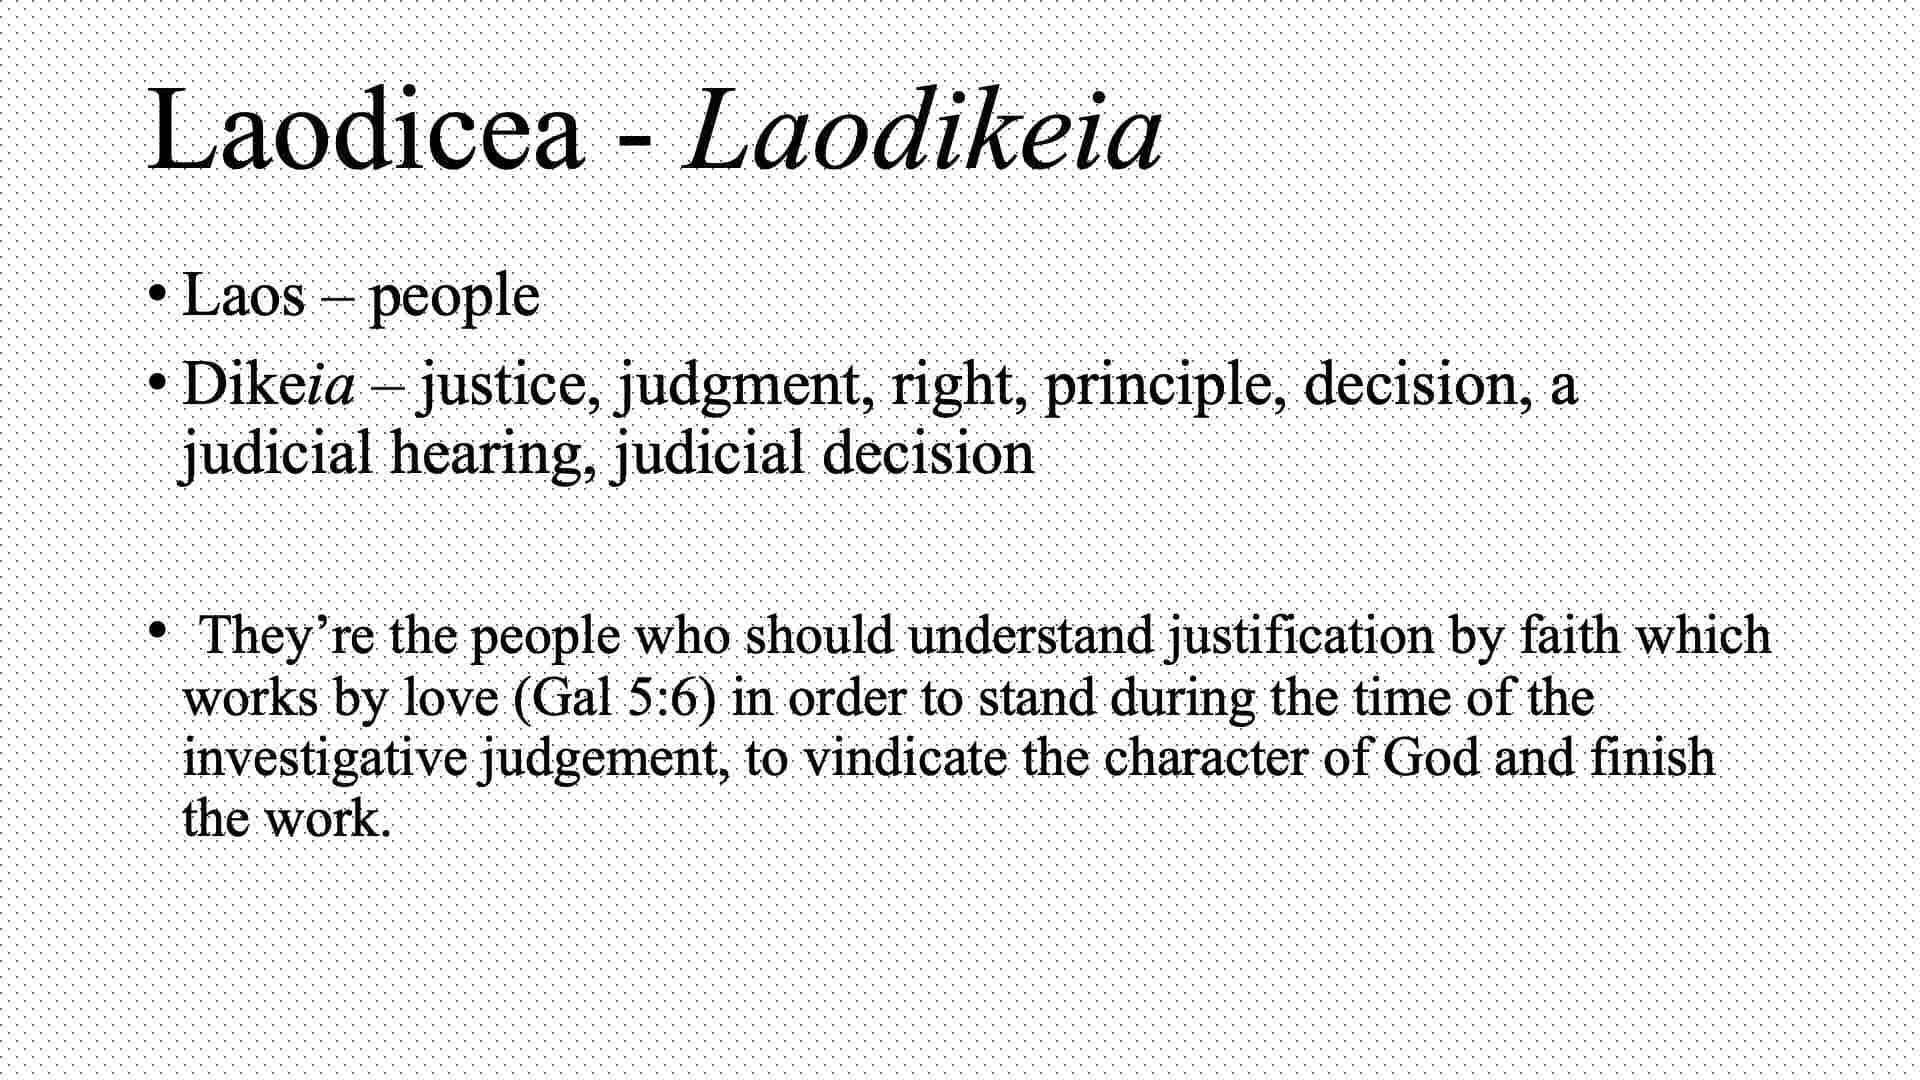 Laodicea - Laodikeia
• Laos – people
• Dikeia – justice, judgment, right, principle, decision, a
judicial hearing, judicial decision
• They’re the people who should understand justification by faith which
works by love (Gal 5:6) in order to stand during the time of the
investigative judgement, to vindicate the character of God and finish
the work.